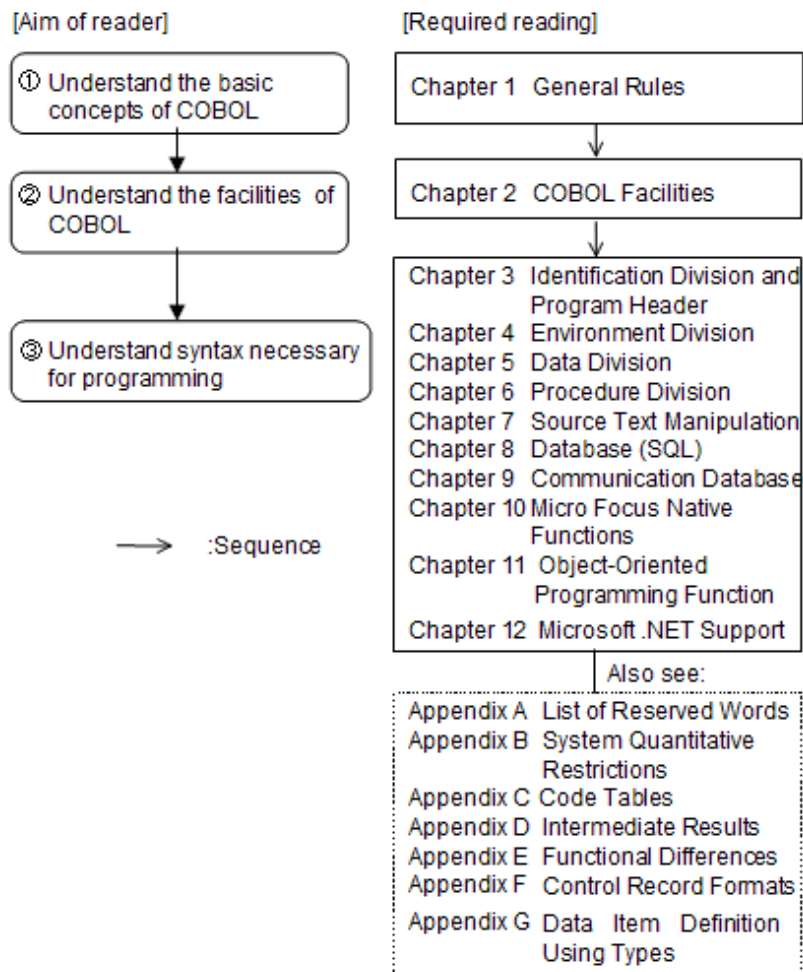 [Aim of reader]
① Understand the basic
concepts of COBOL
② Understand the facilities of
COBOL
③ Understand syntax necessary
for programming
:Sequence
[Required reading]
Chapter 1 General Rules
Chapter 2 COBOL Facilities
Chapter 3 Identification Division and
Program Header
Chapter 4 Environment Division
Chapter 5 Data Division
Chapter 6 Procedure Division
Chapter 7 Source Text Manipulation
Chapter 8 Database (SQL)
Chapter 9 Communication Database
Chapter 10 Micro Focus Native
Functions
Chapter 11 Object-Oriented
Programming Function
Chapter 12 Microsoft .NET Support
Also see:
Appendix A List of Reserved Words
Appendix B System Quantitative
Restrictions
Appendix C Code Tables
Appendix D Intermediate Results
Appendix E Functional Differences
Appendix F Control Record Formats
Appendix G Data Item Definition
Using Types